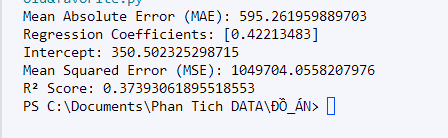 Mean Absolute Error (MAE): 595.261959889703
Regression Coefficients: [0.42213483]
Intercept: 350.502325298715
Mean Squared Error (MSE): 1049704.0558207976
R² Score: 0.37393061895518553
PS C:\Documents\Phan Tich DATA\ĐỒ_ÁN>